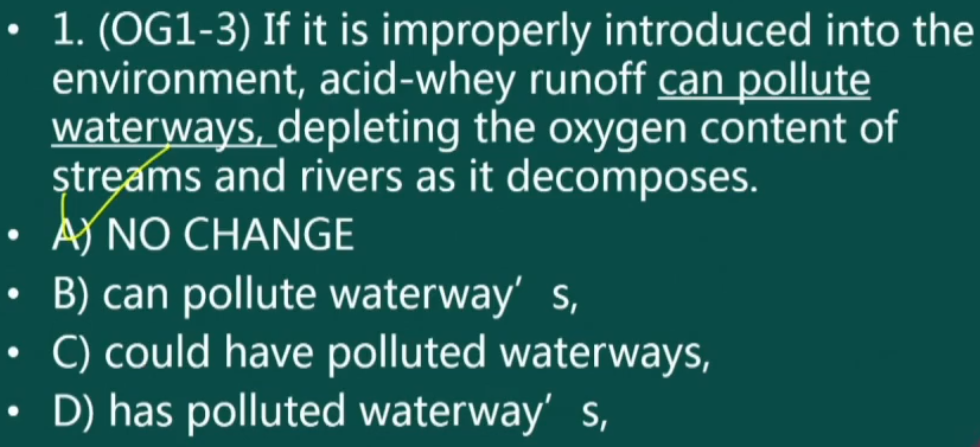 • 1. (OG1-3) If it is improperly introduced into the
environment, acid-whey runoff can pollute
waterways, depleting the oxygen content of
streams and rivers as it decomposes.
• A) NO CHANGE
• B) can pollute waterway′ s,
• C) could have polluted waterways,
• D) has polluted waterway′ s,